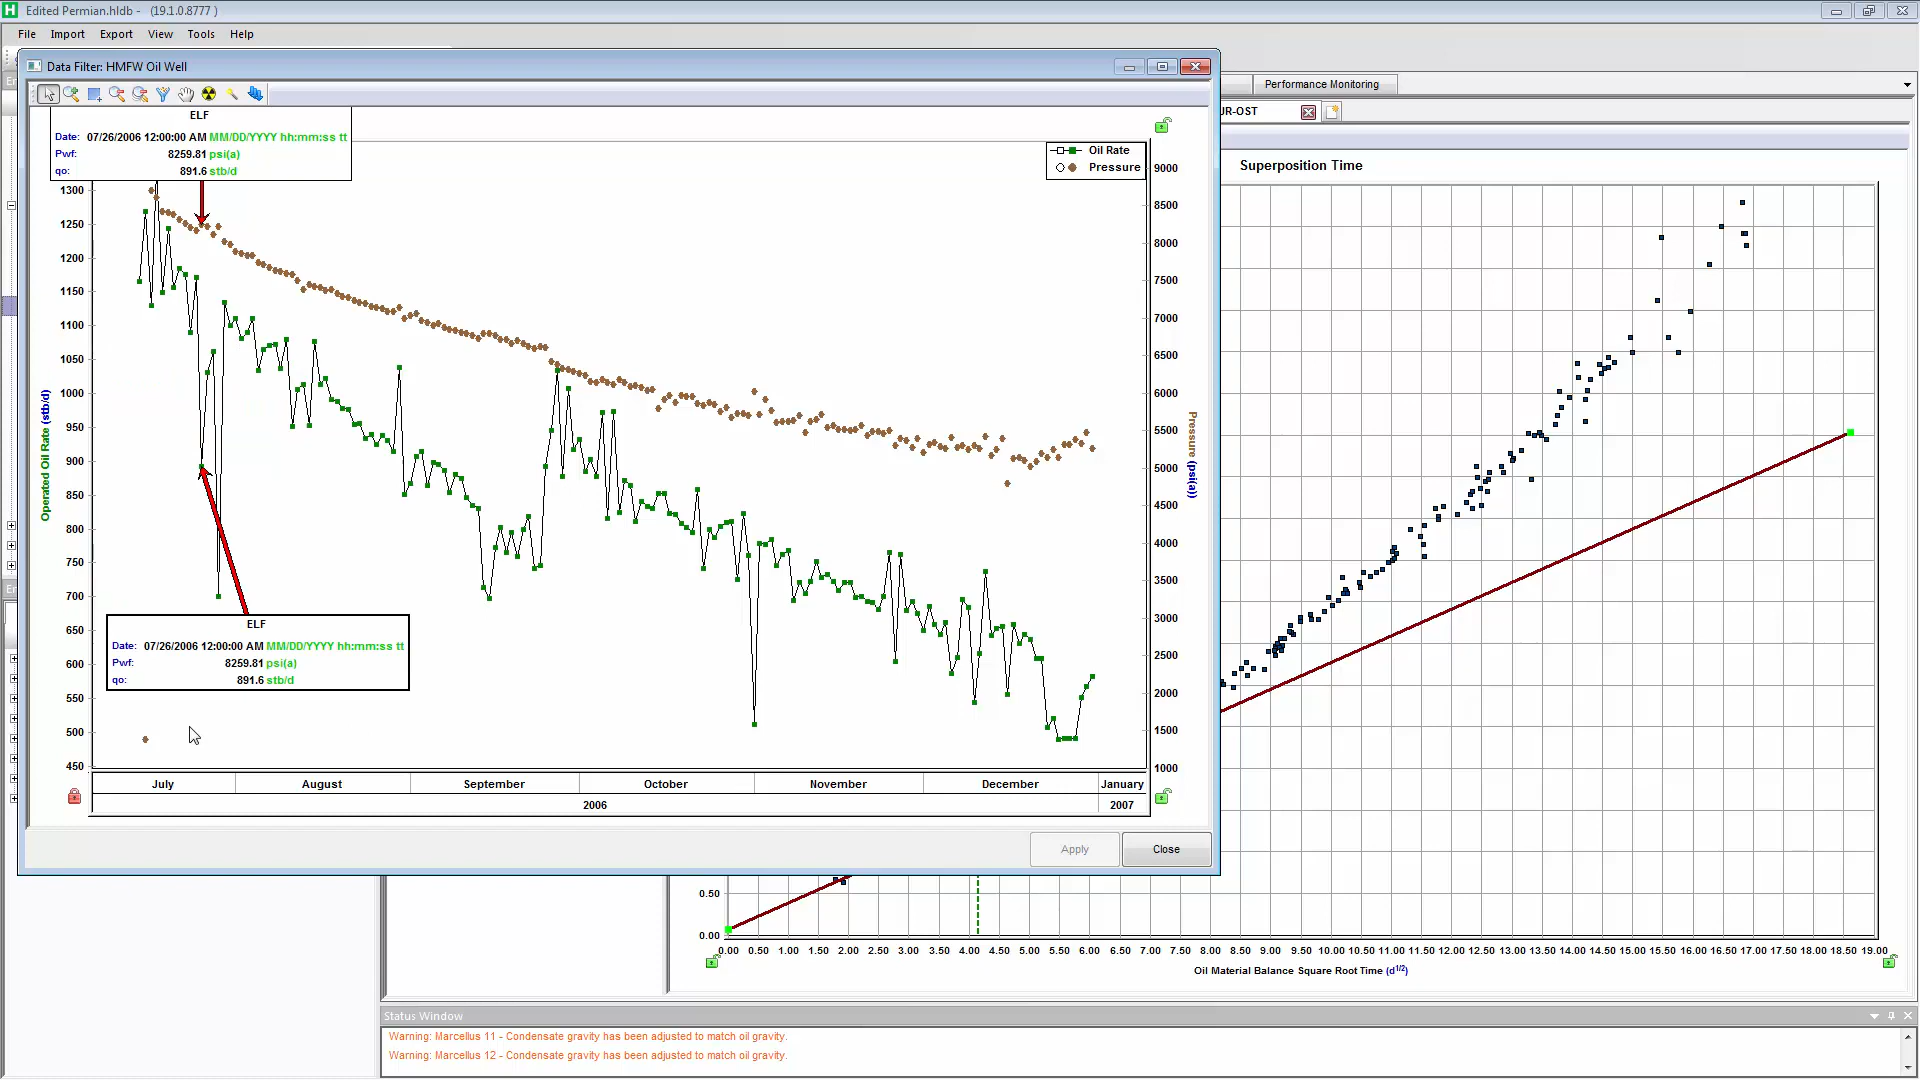 Edited Permian.hldb - (19.1.0.8777 )
File Import Export View Tools Help
Data Filter: HMFW Oil Well
Performance Monitoring
UR-OST
ELF
Date: 07/26/2006 12:00:00 AM MM/DD/YYYY hh:mm:ss tt
Pwf: 8259.81 psi(a)
qo: 891.6 stb/d
Oil Rate
Pressure
Superposition Time
1300
1250
1200
1150
1100
1050
1000
950
900
850
800
750
700
650
600
550
500
450
Operated Oil Rate (stb/d)
9000
8500
8000
7500
7000
6500
6000
5500
5000
4500
4000
3500
3000
2500
2000
1500
1000
Pressure (psi(a))
ELF
Date: 07/26/2006 12:00:00 AM MM/DD/YYYY hh:mm:ss tt
Pwf: 8259.81 psi(a)
qo: 891.6 stb/d
July August September October November December January
2006 2007
Apply Close
0.50
0.00
0.00 0.50 1.00 1.50 2.00 2.50 3.00 3.50 4.00 4.50 5.00 5.50 6.00 6.50 7.00 7.50 8.00 8.50 9.00 9.50 10.00 10.50 11.00 11.50 12.00 12.50 13.00 13.50 14.00 14.50 15.00 15.50 16.00 16.50 17.00 17.50 18.00 18.50 19.00
Oil Material Balance Square Root Time (d1/2)
Status Window
Warning: Marcellus 11 - Condensate gravity has been adjusted to match oil gravity.
Warning: Marcellus 12 - Condensate gravity has been adjusted to match oil gravity.